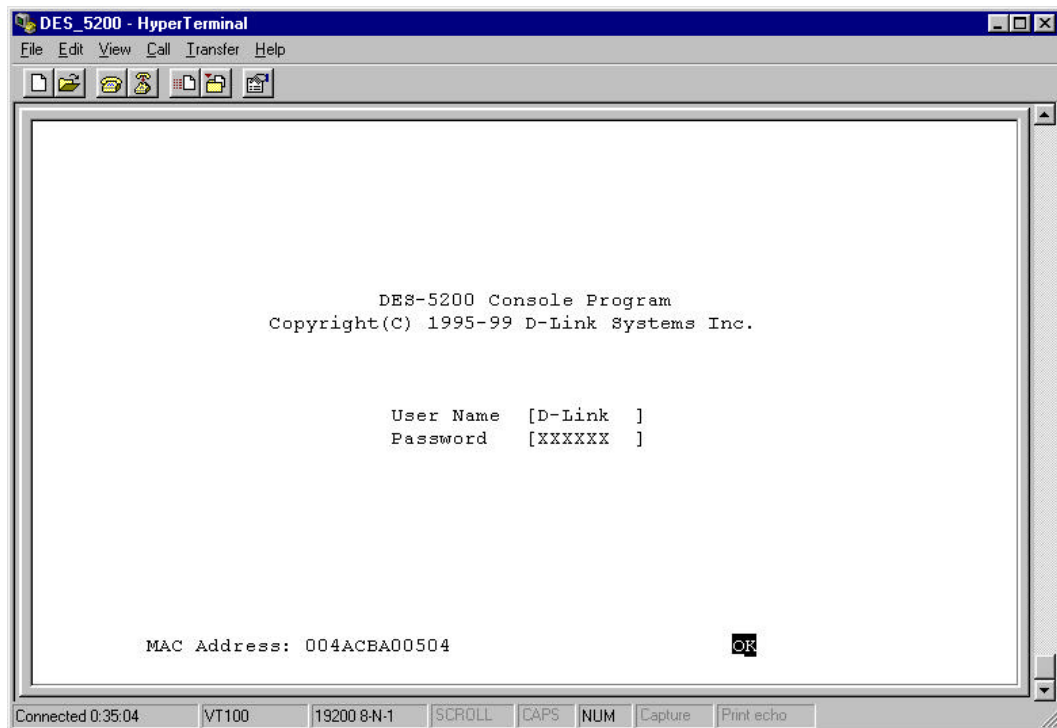 DES_5200 - HyperTerminal
File Edit View Call Transfer Help
DES-5200 Console Program
Copyright(C) 1995-99 D-Link Systems Inc.
User Name [D-Link ]
Password [XXXXXX ]
MAC Address: 004ACBA00504 OK
Connected 0:35:04 VT100 19200 8-N-1 SCROLL CAPS NUM Capture Print echo